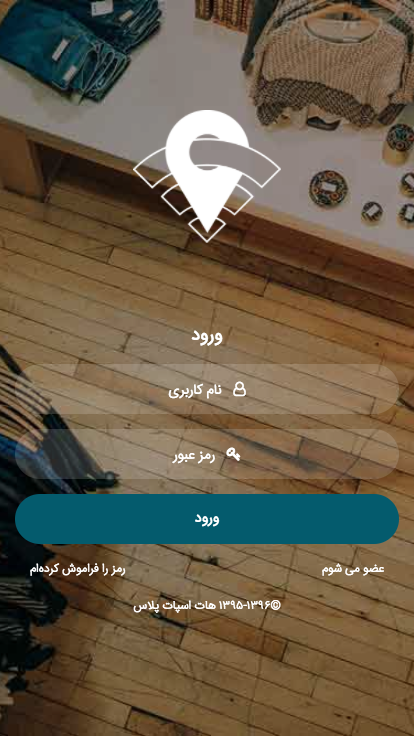 ورود
نام کاربری
رمز عبور
ورود
عضو می شوم
رمز را فراموش کرده‌ام
©۱۳۹۵-۱۳۹۶ هات اسپات پلاس